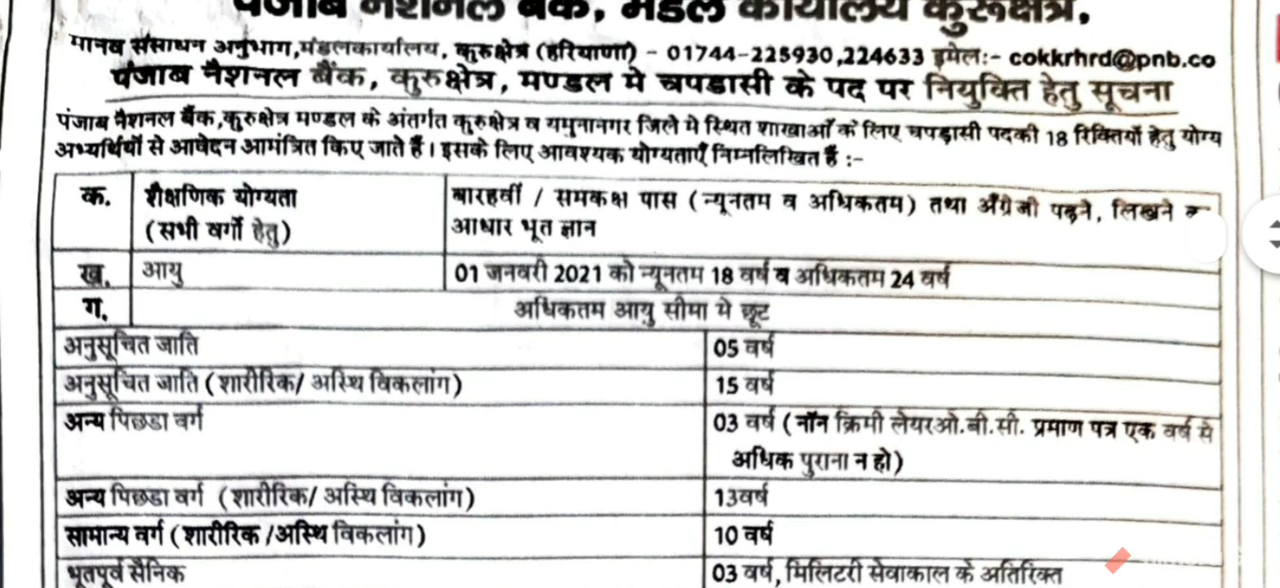 पंजाब नेशनल बैंक, मंडल कार्यालय कुरूक्षेत्र,
मानव संसाधन अनुभाग,मंडलकार्यालय, कुरुक्षेत्र (हरियाणा) - 01744-225930,224633 इमेल:- cokkrhrd@pnb.co
पंजाब नैशनल बैंक, कुरुक्षेत्र, मण्डल मे चपडासी के पद पर नियुक्ति हेतु सूचना
पंजाब नैशनल बैंक,कुरुक्षेत्र मण्डल के अंतर्गत कुरुक्षेत्र व यमुनानगर जिले मे स्थित शाखाओं के लिए चपड़ासी पदकी 18 रिक्तियों हेतु योग्य
अभ्यर्थियों से आवेदन आमंत्रित किए जाते हैं। इसके लिए आवश्यक योग्यताएँ निम्नलिखित हैं :-
क. शैक्षणिक योग्यता बारहवीं / समकक्ष पास (न्यूनतम व अधिकतम) तथा अँग्रेजी पढ़ने, लिखने
(सभी वर्गो हेतु) आधार भूत ज्ञान
ख. आयु 01 जनवरी 2021 को न्यूनतम 18 वर्ष व अधिकतम 24 वर्ष
ग. अधिकतम आयु सीमा मे छूट
अनुसूचित जाति 05 वर्ष
अनुसूचित जाति (शारीरिक/ अस्थि विकलांग) 15 वर्ष
अन्य पिछडा वर्ग 03 वर्ष (नॉन क्रिमी लेयरओ.बी.सी. प्रमाण पत्र एक वर्ष से
अधिक पुराना न हो)
अन्य पिछडा वर्ग (शारीरिक/ अस्थि विकलांग) 13वर्ष
सामान्य वर्ग (शारीरिक /अस्थि विकलांग) 10 वर्ष
भूतपूर्व सैनिक 03 वर्ष, मिलिटरी सेवाकाल के अतिरिक्त